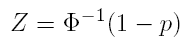 Z = Φ⁻¹(1 − p)